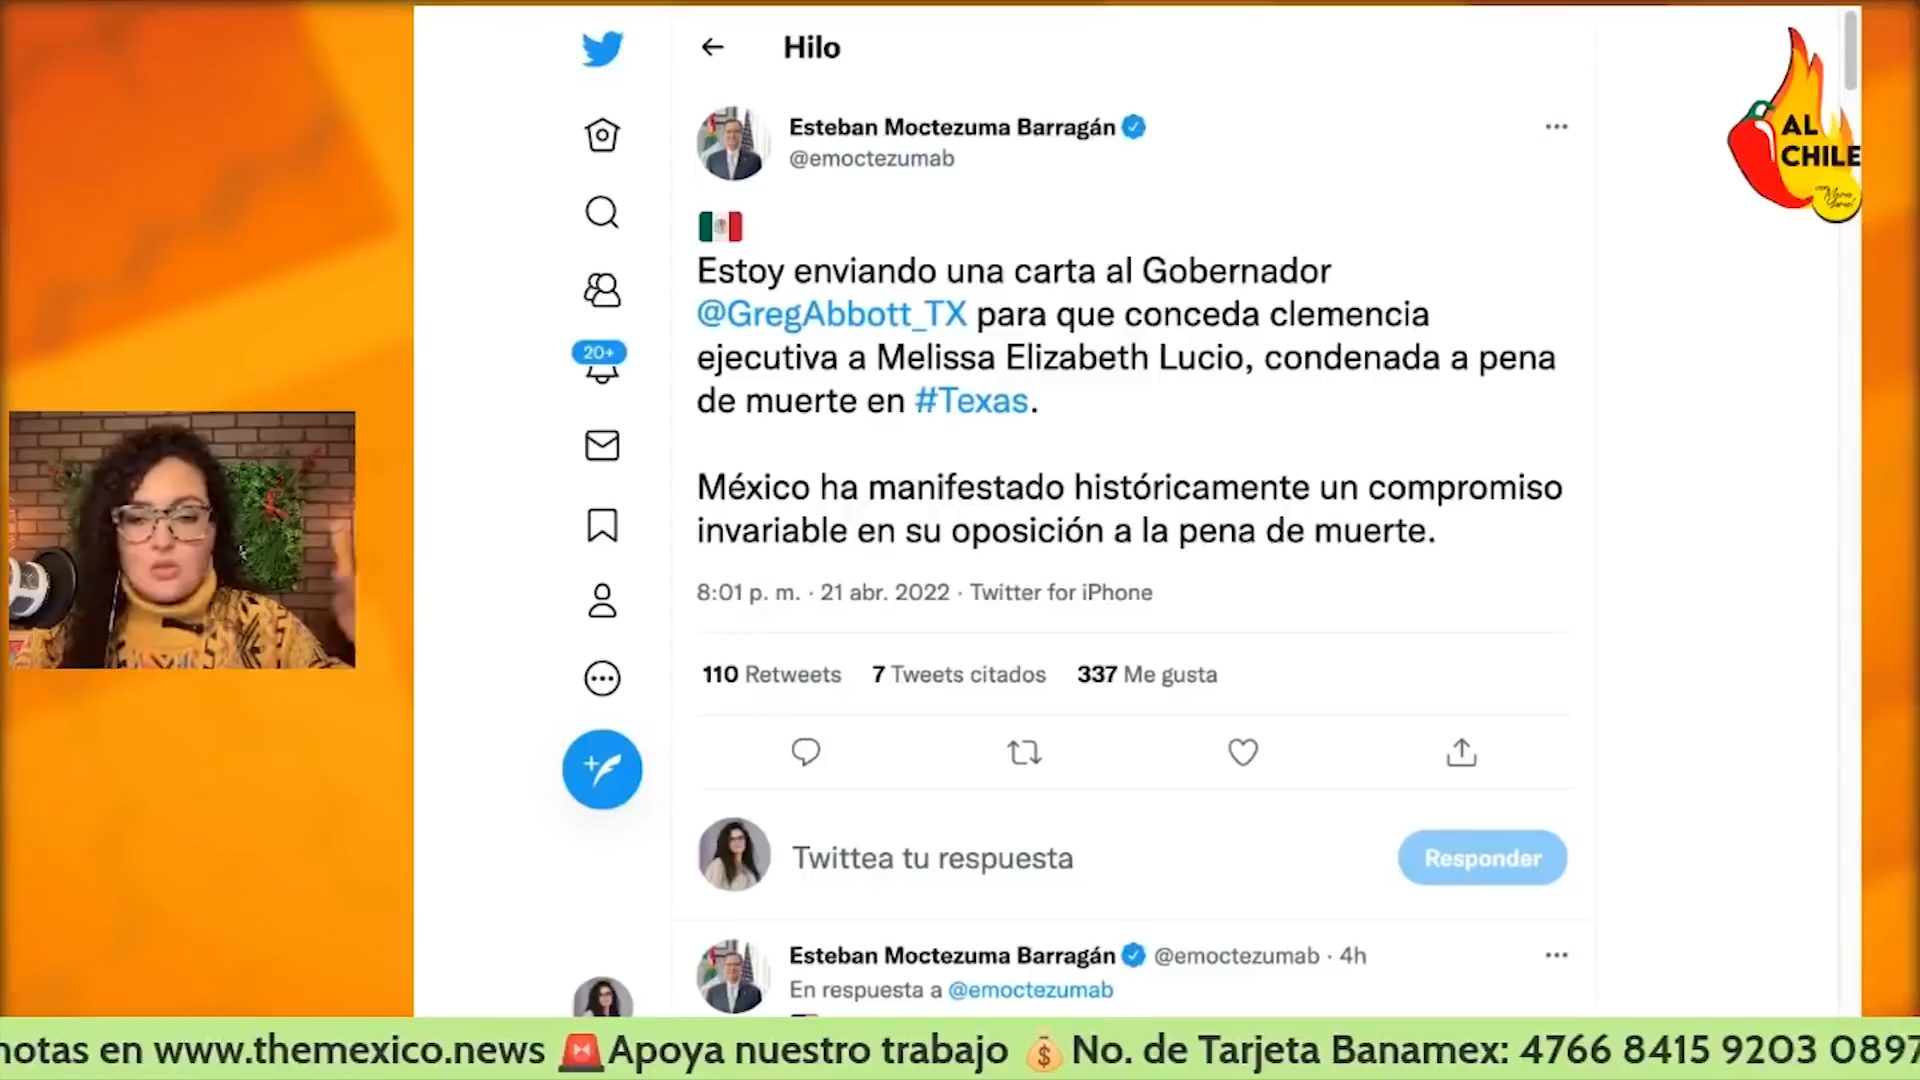 Hilo
Esteban Moctezuma Barragán
@emoctezumab
Estoy enviando una carta al Gobernador
@GregAbbott_TX para que conceda clemencia
ejecutiva a Melissa Elizabeth Lucio, condenada a pena
de muerte en #Texas.
México ha manifestado históricamente un compromiso
invariable en su oposición a la pena de muerte.
8:01 p. m. · 21 abr. 2022 · Twitter for iPhone
110 Retweets 7 Tweets citados 337 Me gusta
Twittea tu respuesta
Responder
Esteban Moctezuma Barragán @emoctezumab · 4h
En respuesta a @emoctezumab
20+
AL
CHILE
notas en www.themexico.news 🚨Apoya nuestro trabajo 💰No. de Tarjeta Banamex: 4766 8415 9203 0897